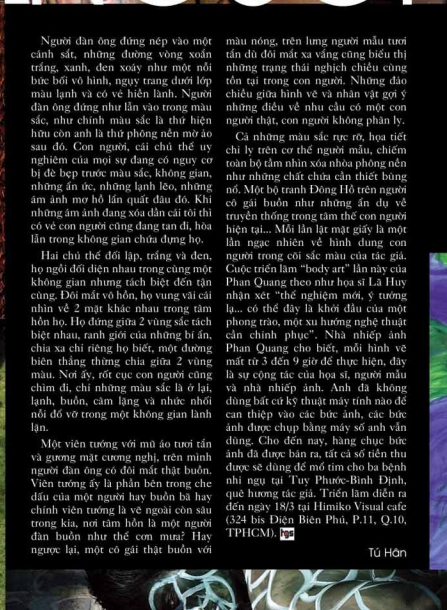 Người đàn ông đứng nép vào một
cánh sắt, những đường vòng xoắn
trắng, xanh, đen xoáy như một nỗi
bức bối vô hình, ngụy trang dưới lớp
màu lạnh và có vẻ hiền lành. Người
đàn ông đứng như lẫn vào trong màu
sắc, như chính màu sắc là thứ hiện
hữu còn anh là thứ phông nền mờ ảo
sau đó. Con người, cái chủ thể uy
nghiêm của mọi sự đang có nguy cơ
bị đè bẹp trước màu sắc, không gian,
những ẩn ức, những lạnh lẽo, những
ám ảnh mơ hồ lẩn quất đâu đó. Khi
những ám ảnh đang xóa dần cái tôi thì
có vẻ con người cũng đang tan đi, hòa
lẫn trong không gian chứa đựng họ.
Hai chủ thể đối lập, trắng và đen,
họ ngồi đối diện nhau trong cùng một
không gian nhưng tách biệt đến tận
cùng. Đôi mắt vô hồn, họ vung vãi cái
nhìn về 2 mặt khác nhau trong tâm
hồn họ. Họ đứng giữa 2 vùng sắc tách
biệt nhau, ranh giới của những bí ẩn,
chia xa chỉ riêng họ biết, một đường
biên thẳng thừng chia giữa 2 vùng
màu. Nơi ấy, rốt cục con người cũng
chìm đi, chỉ những màu sắc là ở lại,
lạnh, buồn, câm lặng và nhức nhối
nỗi đổ vỡ trong một không gian lành
lặn.
Một viên tướng với mũ áo tươi tắn
và gương mặt cương nghị, trên mình
người đàn ông có đôi mắt thật buồn.
Viên tướng ấy là phần bên trong che
dấu của một người hay buồn bã hay
chính viên tướng là vẻ ngoài còn sâu
trong kia, nơi tâm hồn là một người
đàn buồn như thế cơn mưa? Hay
ngược lại, một cô gái thật buồn với
màu nóng, trên lưng người mẫu tươi
tắn dù đôi mắt xa vắng cũng biểu thị
những trạng thái nghịch chiều cùng
tồn tại trong con người. Những đảo
chiều giữa hình vẽ và nhân vật gợi ý
những điều về nhu cầu có một con
người thật, con người không phân ly.
Cả những màu sắc rực rỡ, họa tiết
chi ly trên cơ thể người mẫu, chiếm
toàn bộ tầm nhìn xóa nhòa phông nền
như những chất chứa cần thiết bùng
nổ. Một bộ tranh Đông Hồ trên người
cô gái buồn như những ẩn dụ về
truyền thống trong tâm thế con người
hiện tại... Mỗi lần lật mặt giấy là một
lần ngạc nhiên về hình dung con
người trong cõi sắc màu của tác giả.
Cuộc triển lãm "body art" lần này của
Phan Quang theo như họa sĩ Lã Huy
nhận xét "thể nghiệm mới, ý tưởng
lạ... có thể đây là khởi đầu của một
phong trào, một xu hướng nghệ thuật
cần chinh phục". Nhà nhiếp ảnh
Phan Quang cho biết, mỗi hình vẽ
mất từ 3 đến 9 giờ để thực hiện, đây
là sự cộng tác của họa sĩ, người mẫu
và nhà nhiếp ảnh. Anh đã không
dùng bất cứ kỹ thuật máy tính nào để
can thiệp vào các bức ảnh, các bức
ảnh được chụp bằng máy số anh vẫn
dùng. Cho đến nay, hàng chục bức
ảnh đã được bán ra, tất cả số tiền thu
được sẽ dùng để mổ tim cho ba bệnh
nhi ngụ tại Tuy Phước-Bình Định,
quê hương tác giả. Triển lãm diễn ra
đến ngày 18/3 tại Himiko Visual cafe
(324 bis Điện Biên Phủ, P.11, Q.10,
TPHCM).
Tú Hân